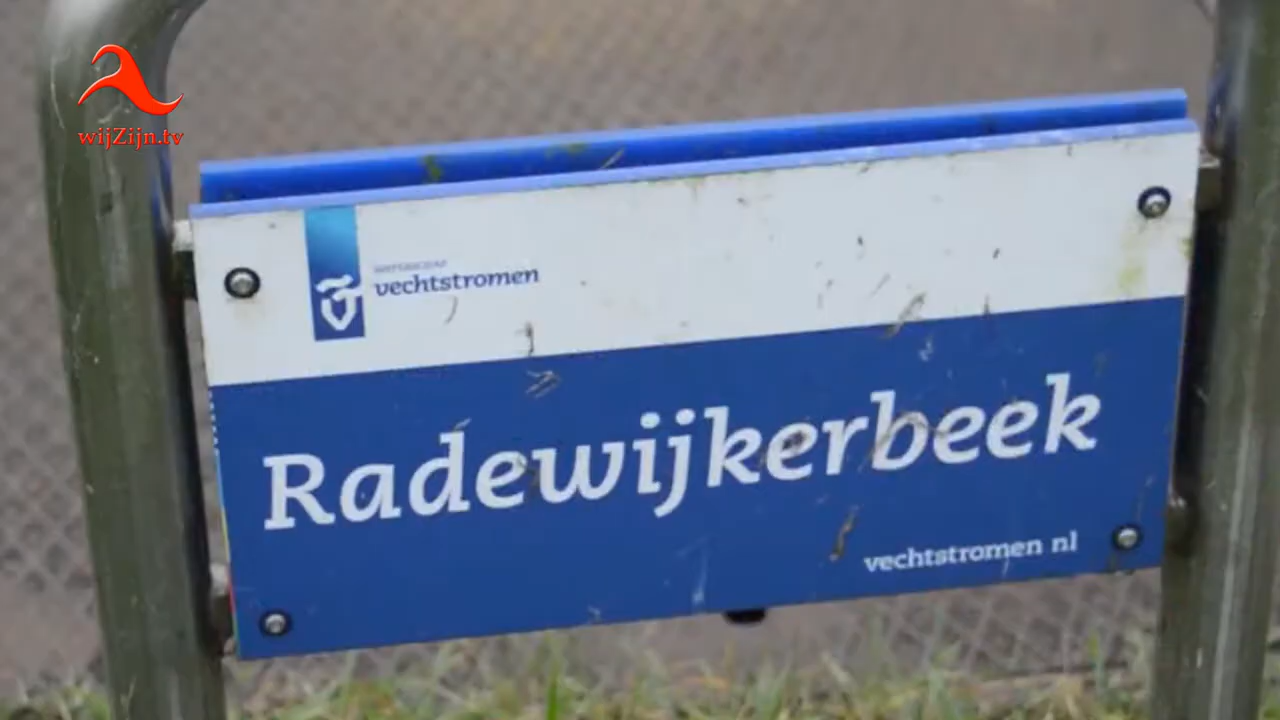 wijZijn.tv
WATERSCHAP
vechtstromen
Radewijkerbeek
vechtstromen nl